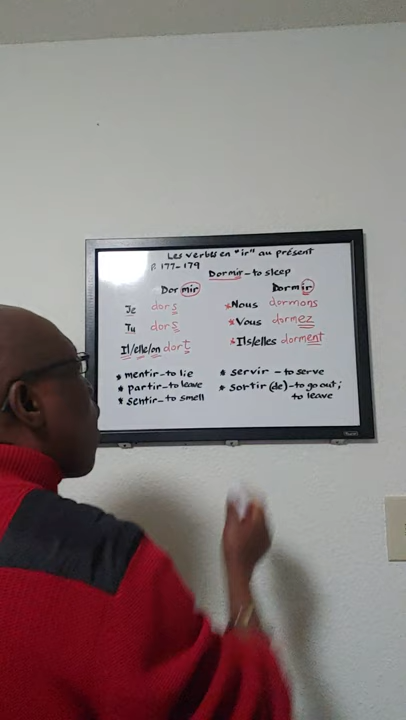 Les verbes en "ir" au présent
P. 177-179
Dormir - to sleep
Dormir
Je dors
Tu dors
Il/elle/on dort
Dormir
*Nous dormons
*Vous dormez
*Ils/elles dorment
* mentir - to lie
* partir - to leave
* sentir - to smell
* servir - to serve
* sortir (de) - to go out;
to leave